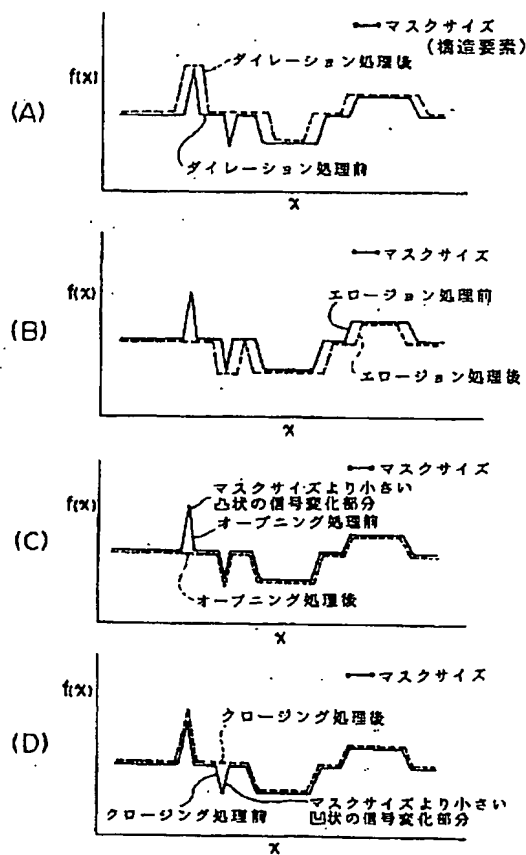 マスクサイズ
(構造要素)
f(x)
ダイレーション処理後
(A)
ダイレーション処理前
x
マスクサイズ
f(x)
エロージョン処理前
(B)
エロージョン処理後
x
マスクサイズ
マスクサイズより小さい
凸状の信号変化部分
f(x)
オープニング処理前
(C)
オープニング処理後
x
マスクサイズ
f(x)
クロージング処理後
(D)
クロージング処理前
マスクサイズより小さい
凹状の信号変化部分
x